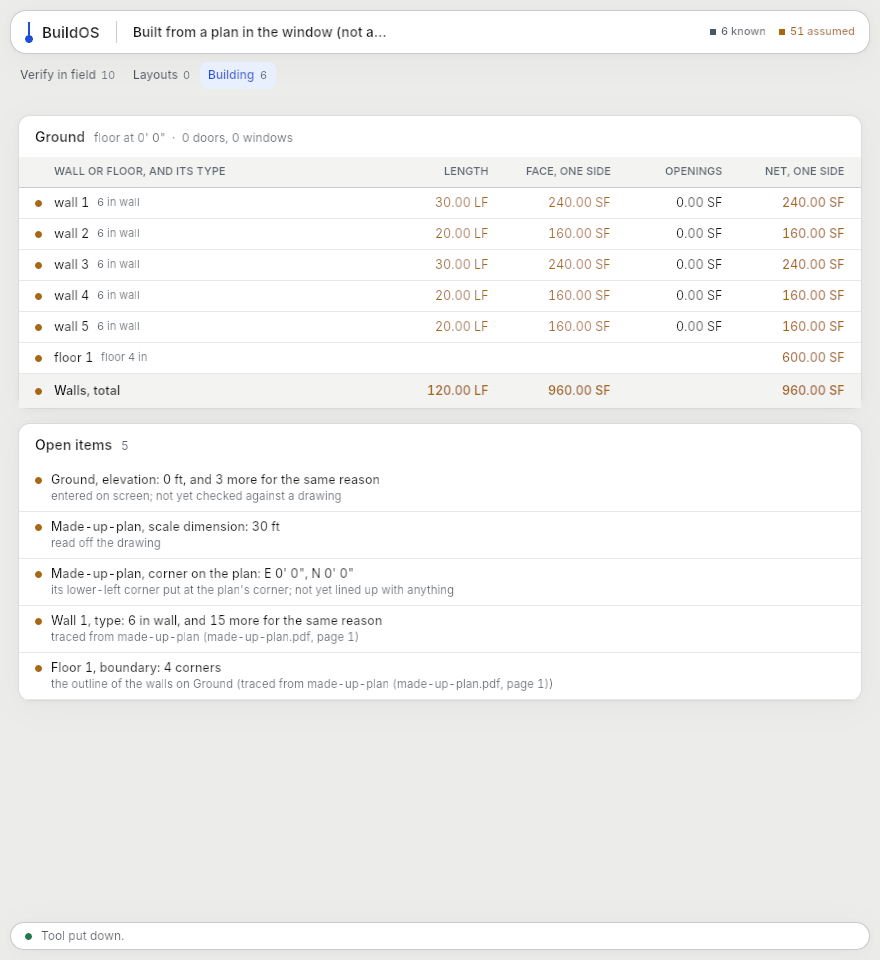 BuildOS
Built from a plan in the window (not a...
6 known
51 assumed
Verify in field 10
Layouts 0
Building 6
Ground floor at 0' 0" · 0 doors, 0 windows
WALL OR FLOOR, AND ITS TYPE LENGTH FACE, ONE SIDE OPENINGS NET, ONE SIDE
wall 1 6 in wall 30.00 LF 240.00 SF 0.00 SF 240.00 SF
wall 2 6 in wall 20.00 LF 160.00 SF 0.00 SF 160.00 SF
wall 3 6 in wall 30.00 LF 240.00 SF 0.00 SF 240.00 SF
wall 4 6 in wall 20.00 LF 160.00 SF 0.00 SF 160.00 SF
wall 5 6 in wall 20.00 LF 160.00 SF 0.00 SF 160.00 SF
floor 1 floor 4 in 600.00 SF
Walls, total 120.00 LF 960.00 SF 960.00 SF
Open items 5
Ground, elevation: 0 ft, and 3 more for the same reason
entered on screen; not yet checked against a drawing
Made-up-plan, scale dimension: 30 ft
read off the drawing
Made-up-plan, corner on the plan: E 0' 0", N 0' 0"
its lower-left corner put at the plan's corner; not yet lined up with anything
Wall 1, type: 6 in wall, and 15 more for the same reason
traced from made-up-plan (made-up-plan.pdf, page 1)
Floor 1, boundary: 4 corners
the outline of the walls on Ground (traced from made-up-plan (made-up-plan.pdf, page 1))
Tool put down.